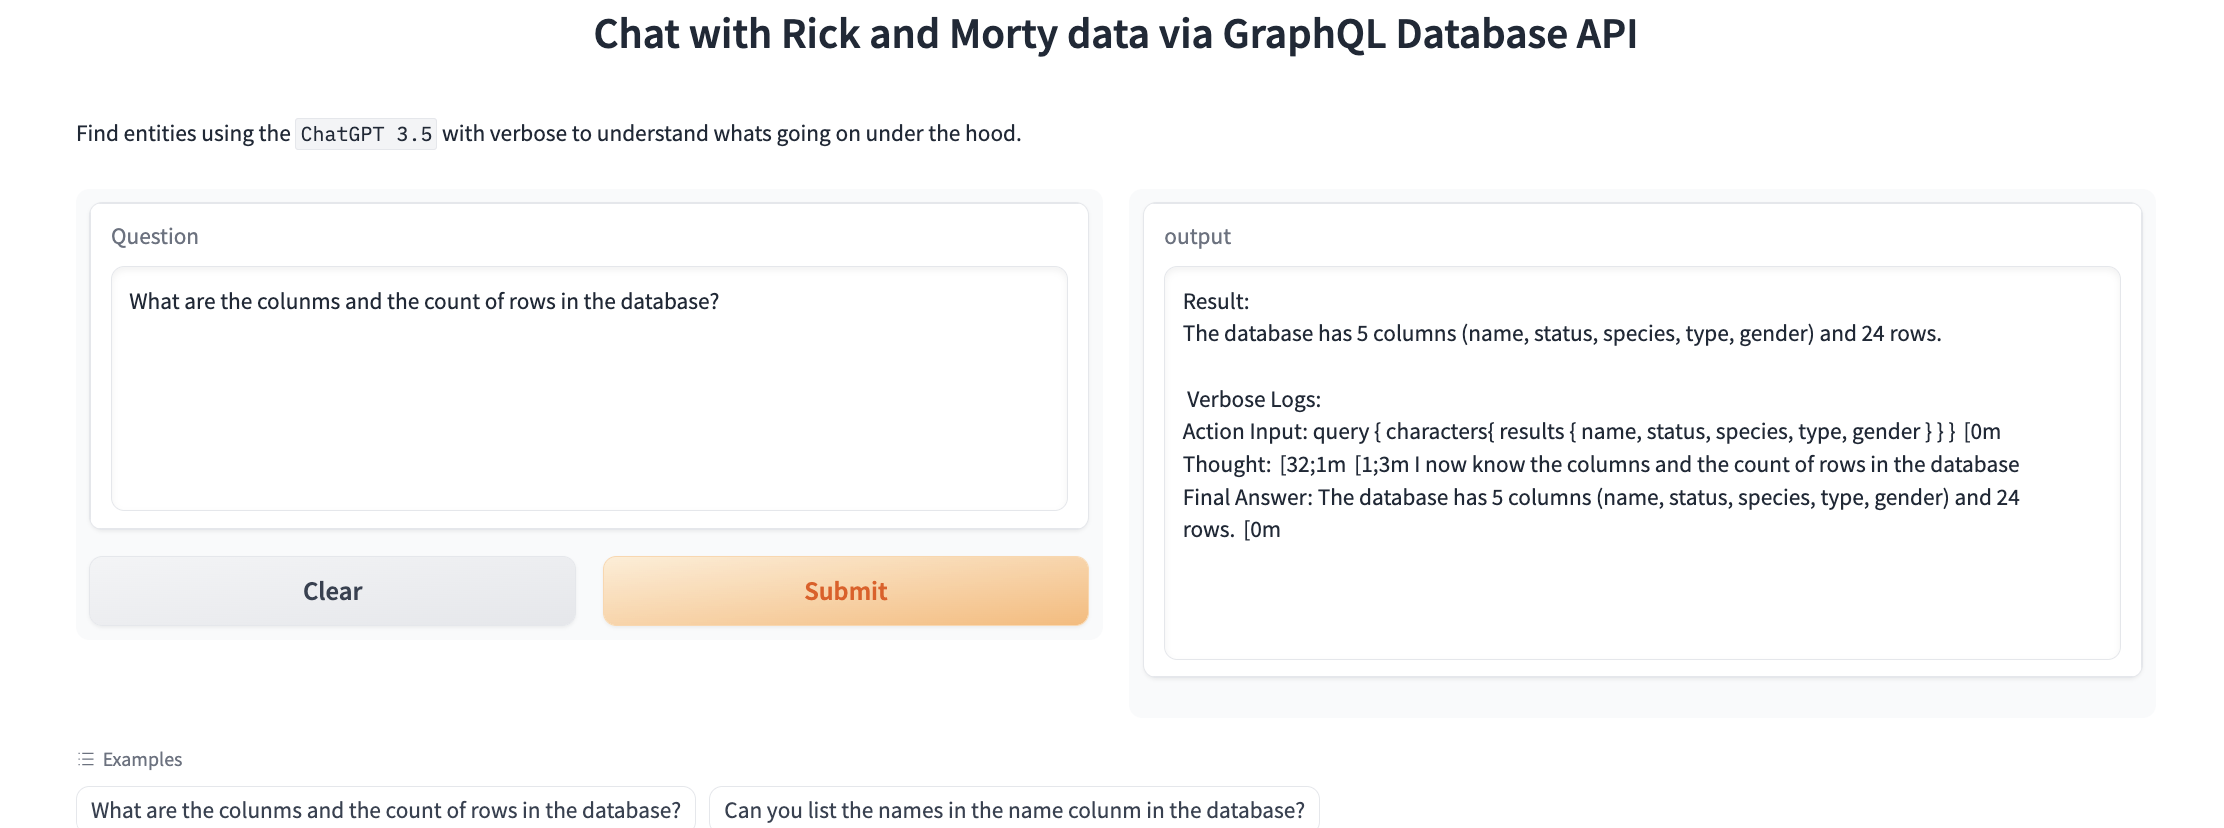 Chat with Rick and Morty data via GraphQL Database API
Find entities using the ChatGPT 3.5 with verbose to understand whats going on under the hood.
Question
What are the colunms and the count of rows in the database?
Clear
Submit
output
Result:
The database has 5 columns (name, status, species, type, gender) and 24 rows.
Verbose Logs:
Action Input: query { characters{ results { name, status, species, type, gender } } } [0m
Thought: [32;1m [1;3m I now know the columns and the count of rows in the database
Final Answer: The database has 5 columns (name, status, species, type, gender) and 24
rows. [0m
Examples
What are the colunms and the count of rows in the database?
Can you list the names in the name colunm in the database?